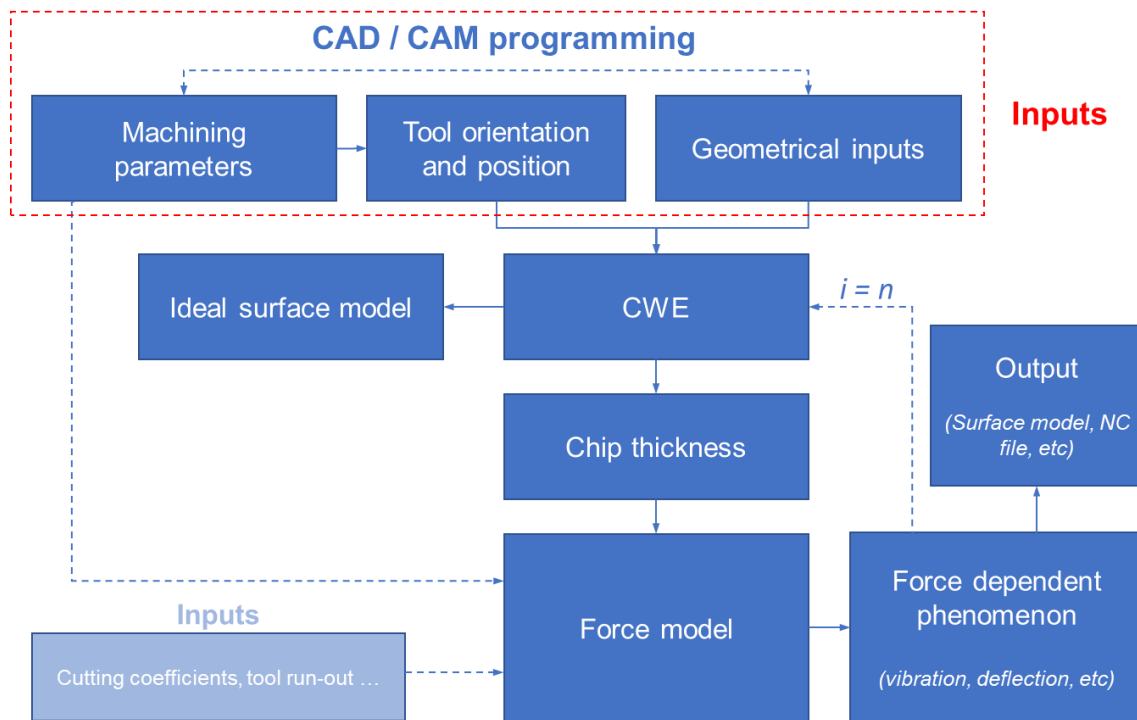 CAD / CAM programming
Inputs
Machining
parameters
Tool orientation
and position
Geometrical inputs
Ideal surface model
CWE
i = n
Output
(Surface model, NC
file, etc)
Chip thickness
Force model
Force dependent
phenomenon
(vibration, deflection, etc)
Inputs
Cutting coefficients, tool run-out …